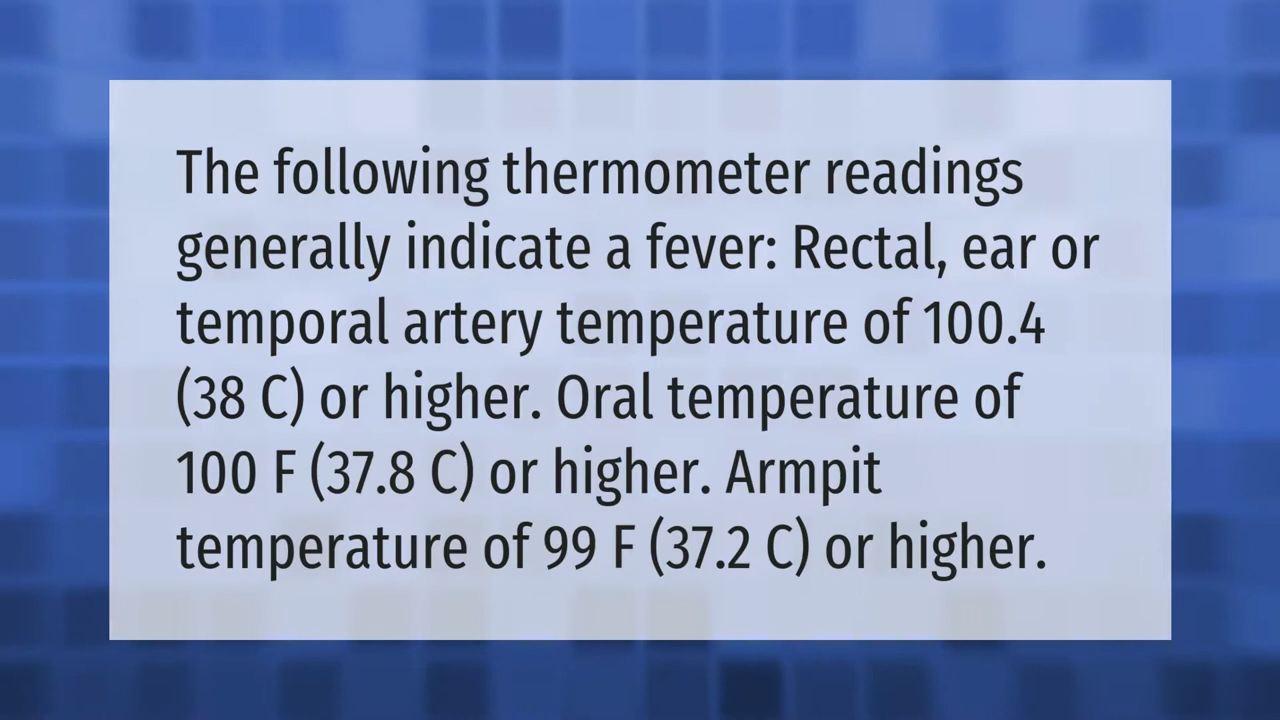 The following thermometer readings
generally indicate a fever: Rectal, ear or
temporal artery temperature of 100.4
(38 C) or higher. Oral temperature of
100 F (37.8 C) or higher. Armpit
temperature of 99 F (37.2 C) or higher.